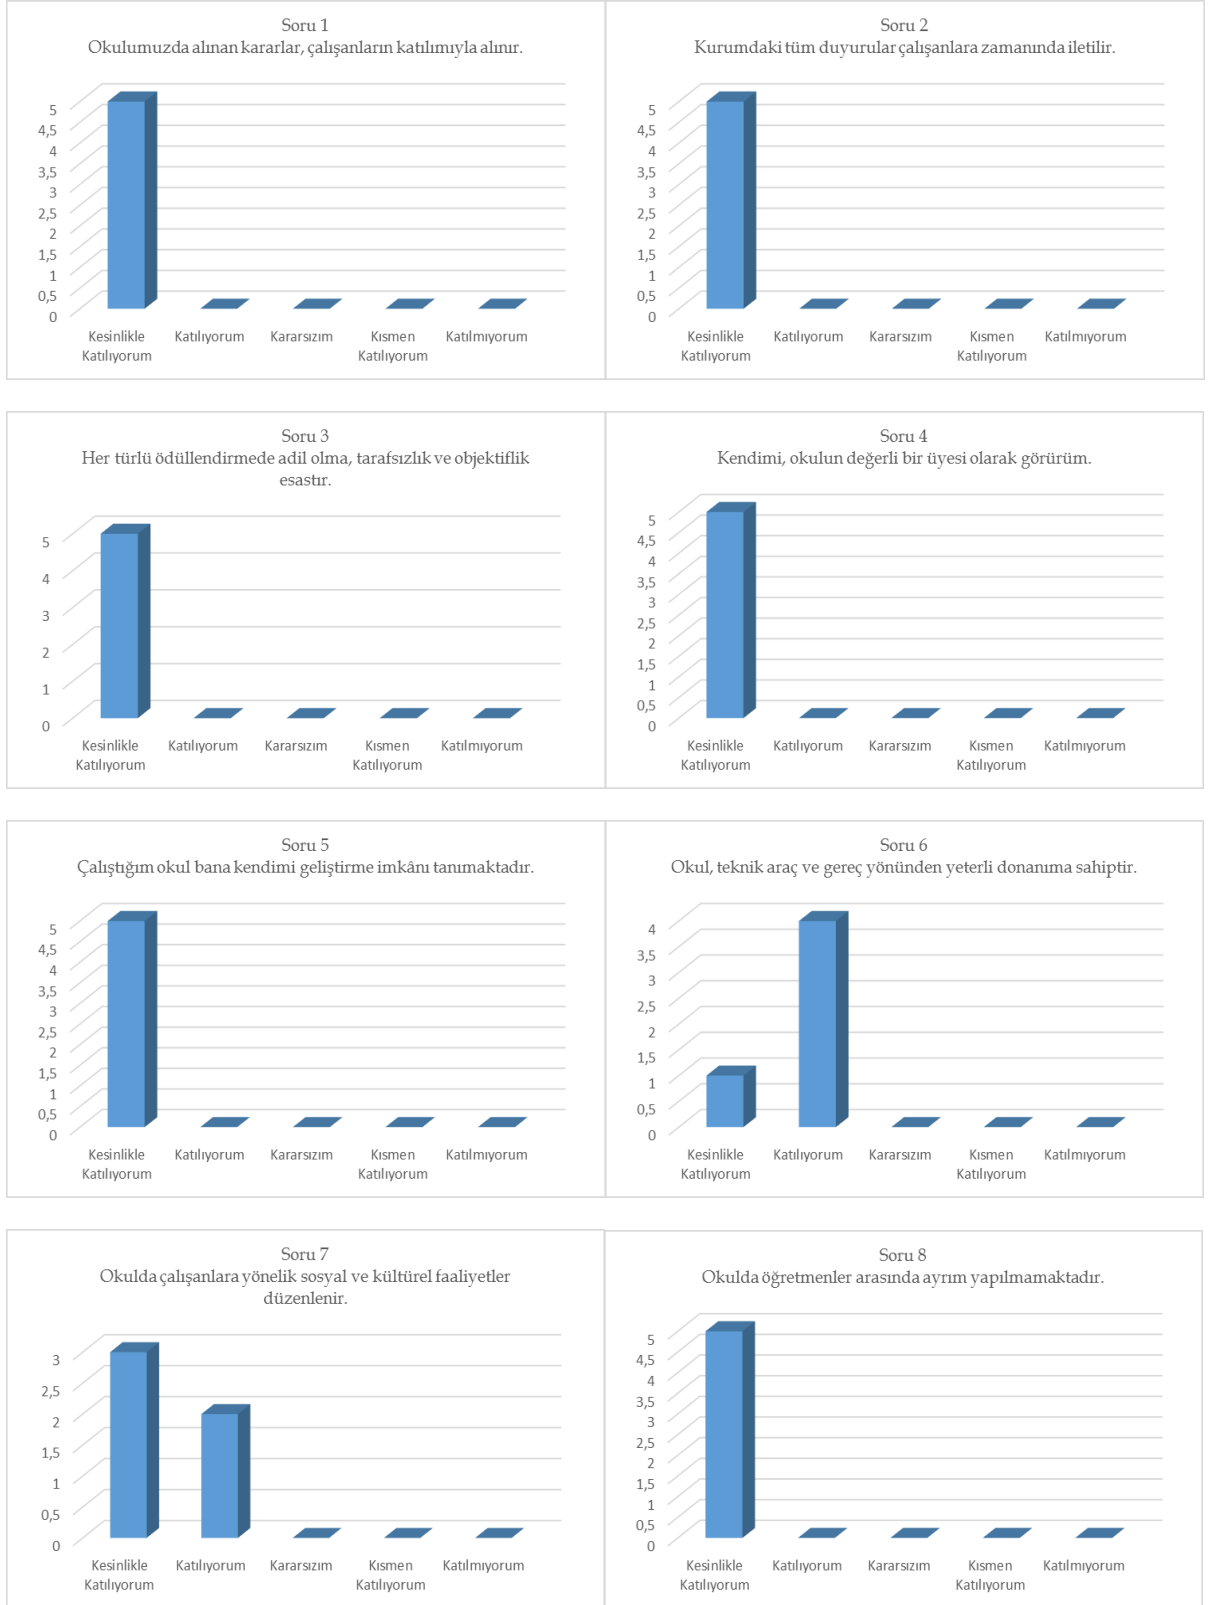 Soru 1
Okulumuzda alınan kararlar, çalışanların katılımıyla alınır.
5
4,5
4
3,5
3
2,5
2
1,5
1
0,5
0
Kesinlikle Katılıyorum Kararsızım Kısmen Katılmıyorum
Katılıyorum Katılıyorum
Soru 2
Kurumdaki tüm duyurular çalışanlara zamanında iletilir.
5
4,5
4
3,5
3
2,5
2
1,5
1
0,5
0
Kesinlikle Katılıyorum Kararsızım Kısmen Katılmıyorum
Katılıyorum Katılıyorum
Soru 3
Her türlü ödüllendirmede adil olma, tarafsızlık ve objektiflik
esastır.
5
4
3
2
1
0
Kesinlikle Katılıyorum Kararsızım Kısmen Katılmıyorum
Katılıyorum Katılıyorum
Soru 4
Kendimi, okulun değerli bir üyesi olarak görürüm.
5
4,5
4
3,5
3
2,5
2
1,5
1
0,5
0
Kesinlikle Katılıyorum Kararsızım Kısmen Katılmıyorum
Katılıyorum Katılıyorum
Soru 5
Çalıştığım okul bana kendimi geliştirme imkânı tanımaktadır.
5
4,5
4
3,5
3
2,5
2
1,5
1
0,5
0
Kesinlikle Katılıyorum Kararsızım Kısmen Katılmıyorum
Katılıyorum Katılıyorum
Soru 6
Okul, teknik araç ve gereç yönünden yeterli donanıma sahiptir.
4
3,5
3
2,5
2
1,5
1
0,5
0
Kesinlikle Katılıyorum Kararsızım Kısmen Katılmıyorum
Katılıyorum Katılıyorum
Soru 7
Okulda çalışanlara yönelik sosyal ve kültürel faaliyetler
düzenlenir.
3
2,5
2
1,5
1
0,5
0
Kesinlikle Katılıyorum Kararsızım Kısmen Katılmıyorum
Katılıyorum Katılıyorum
Soru 8
Okulda öğretmenler arasında ayrım yapılmamaktadır.
5
4,5
4
3,5
3
2,5
2
1,5
1
0,5
0
Kesinlikle Katılıyorum Kararsızım Kısmen Katılmıyorum
Katılıyorum Katılıyorum